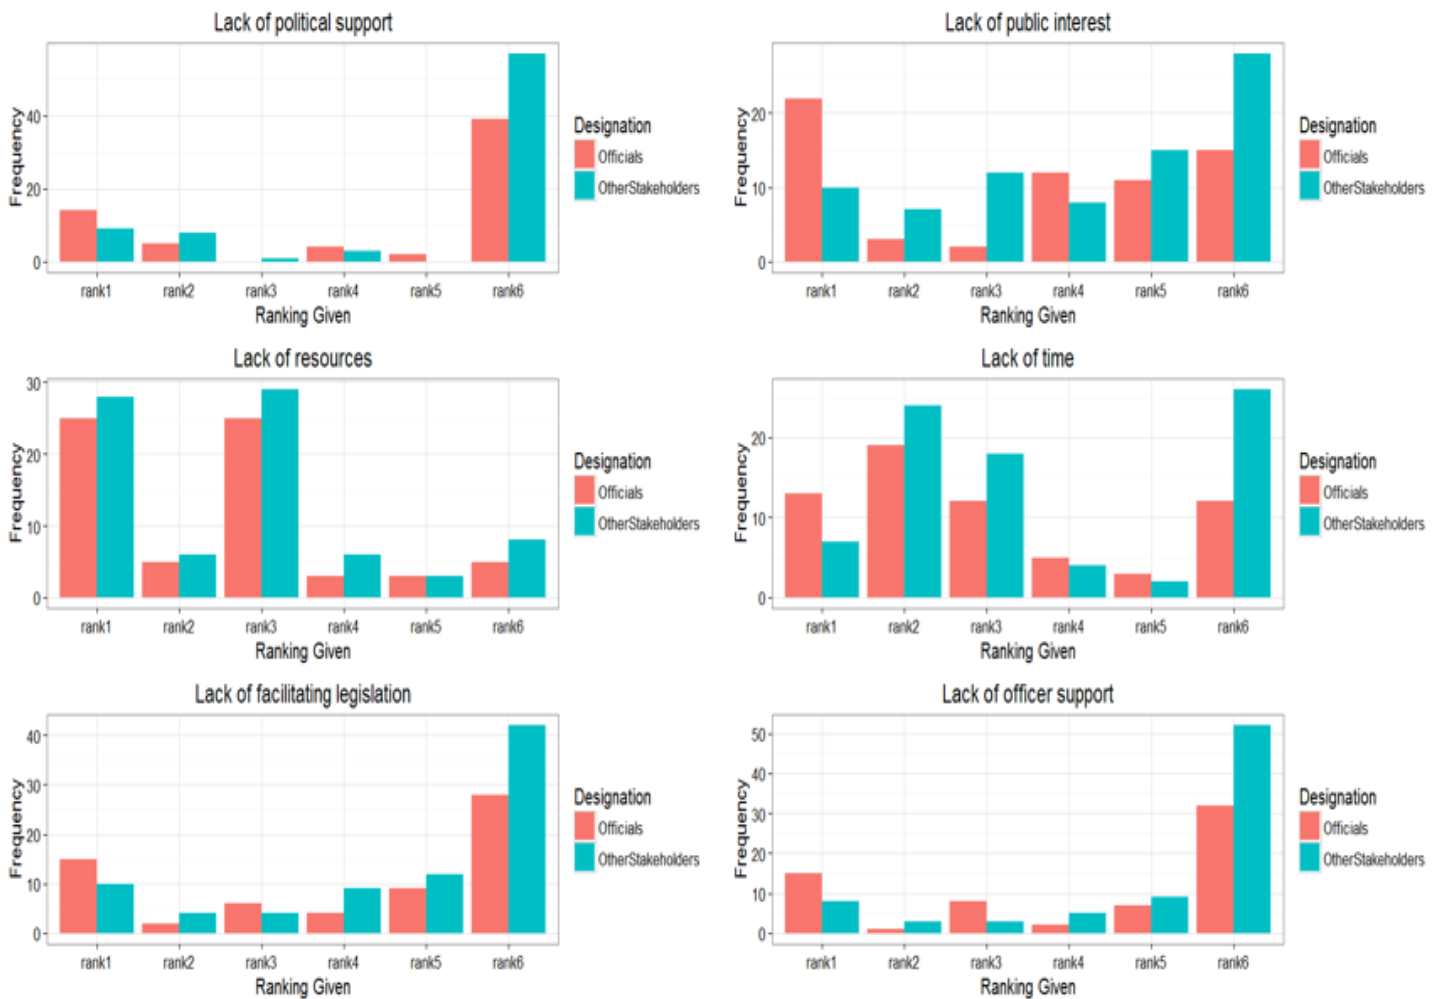 Lack of political support
Frequency
40
20
0
rank1 rank2 rank3 rank4 rank5 rank6
Ranking Given
Designation
Officials
OtherStakeholders
Lack of public interest
Frequency
20
10
0
rank1 rank2 rank3 rank4 rank5 rank6
Ranking Given
Designation
Officials
OtherStakeholders
Lack of resources
Frequency
30
20
10
0
rank1 rank2 rank3 rank4 rank5 rank6
Ranking Given
Designation
Officials
OtherStakeholders
Lack of time
Frequency
20
10
0
rank1 rank2 rank3 rank4 rank5 rank6
Ranking Given
Designation
Officials
OtherStakeholders
Lack of facilitating legislation
Frequency
40
30
20
10
0
rank1 rank2 rank3 rank4 rank5 rank6
Ranking Given
Designation
Officials
OtherStakeholders
Lack of officer support
Frequency
50
40
30
20
10
0
rank1 rank2 rank3 rank4 rank5 rank6
Ranking Given
Designation
Officials
OtherStakeholders